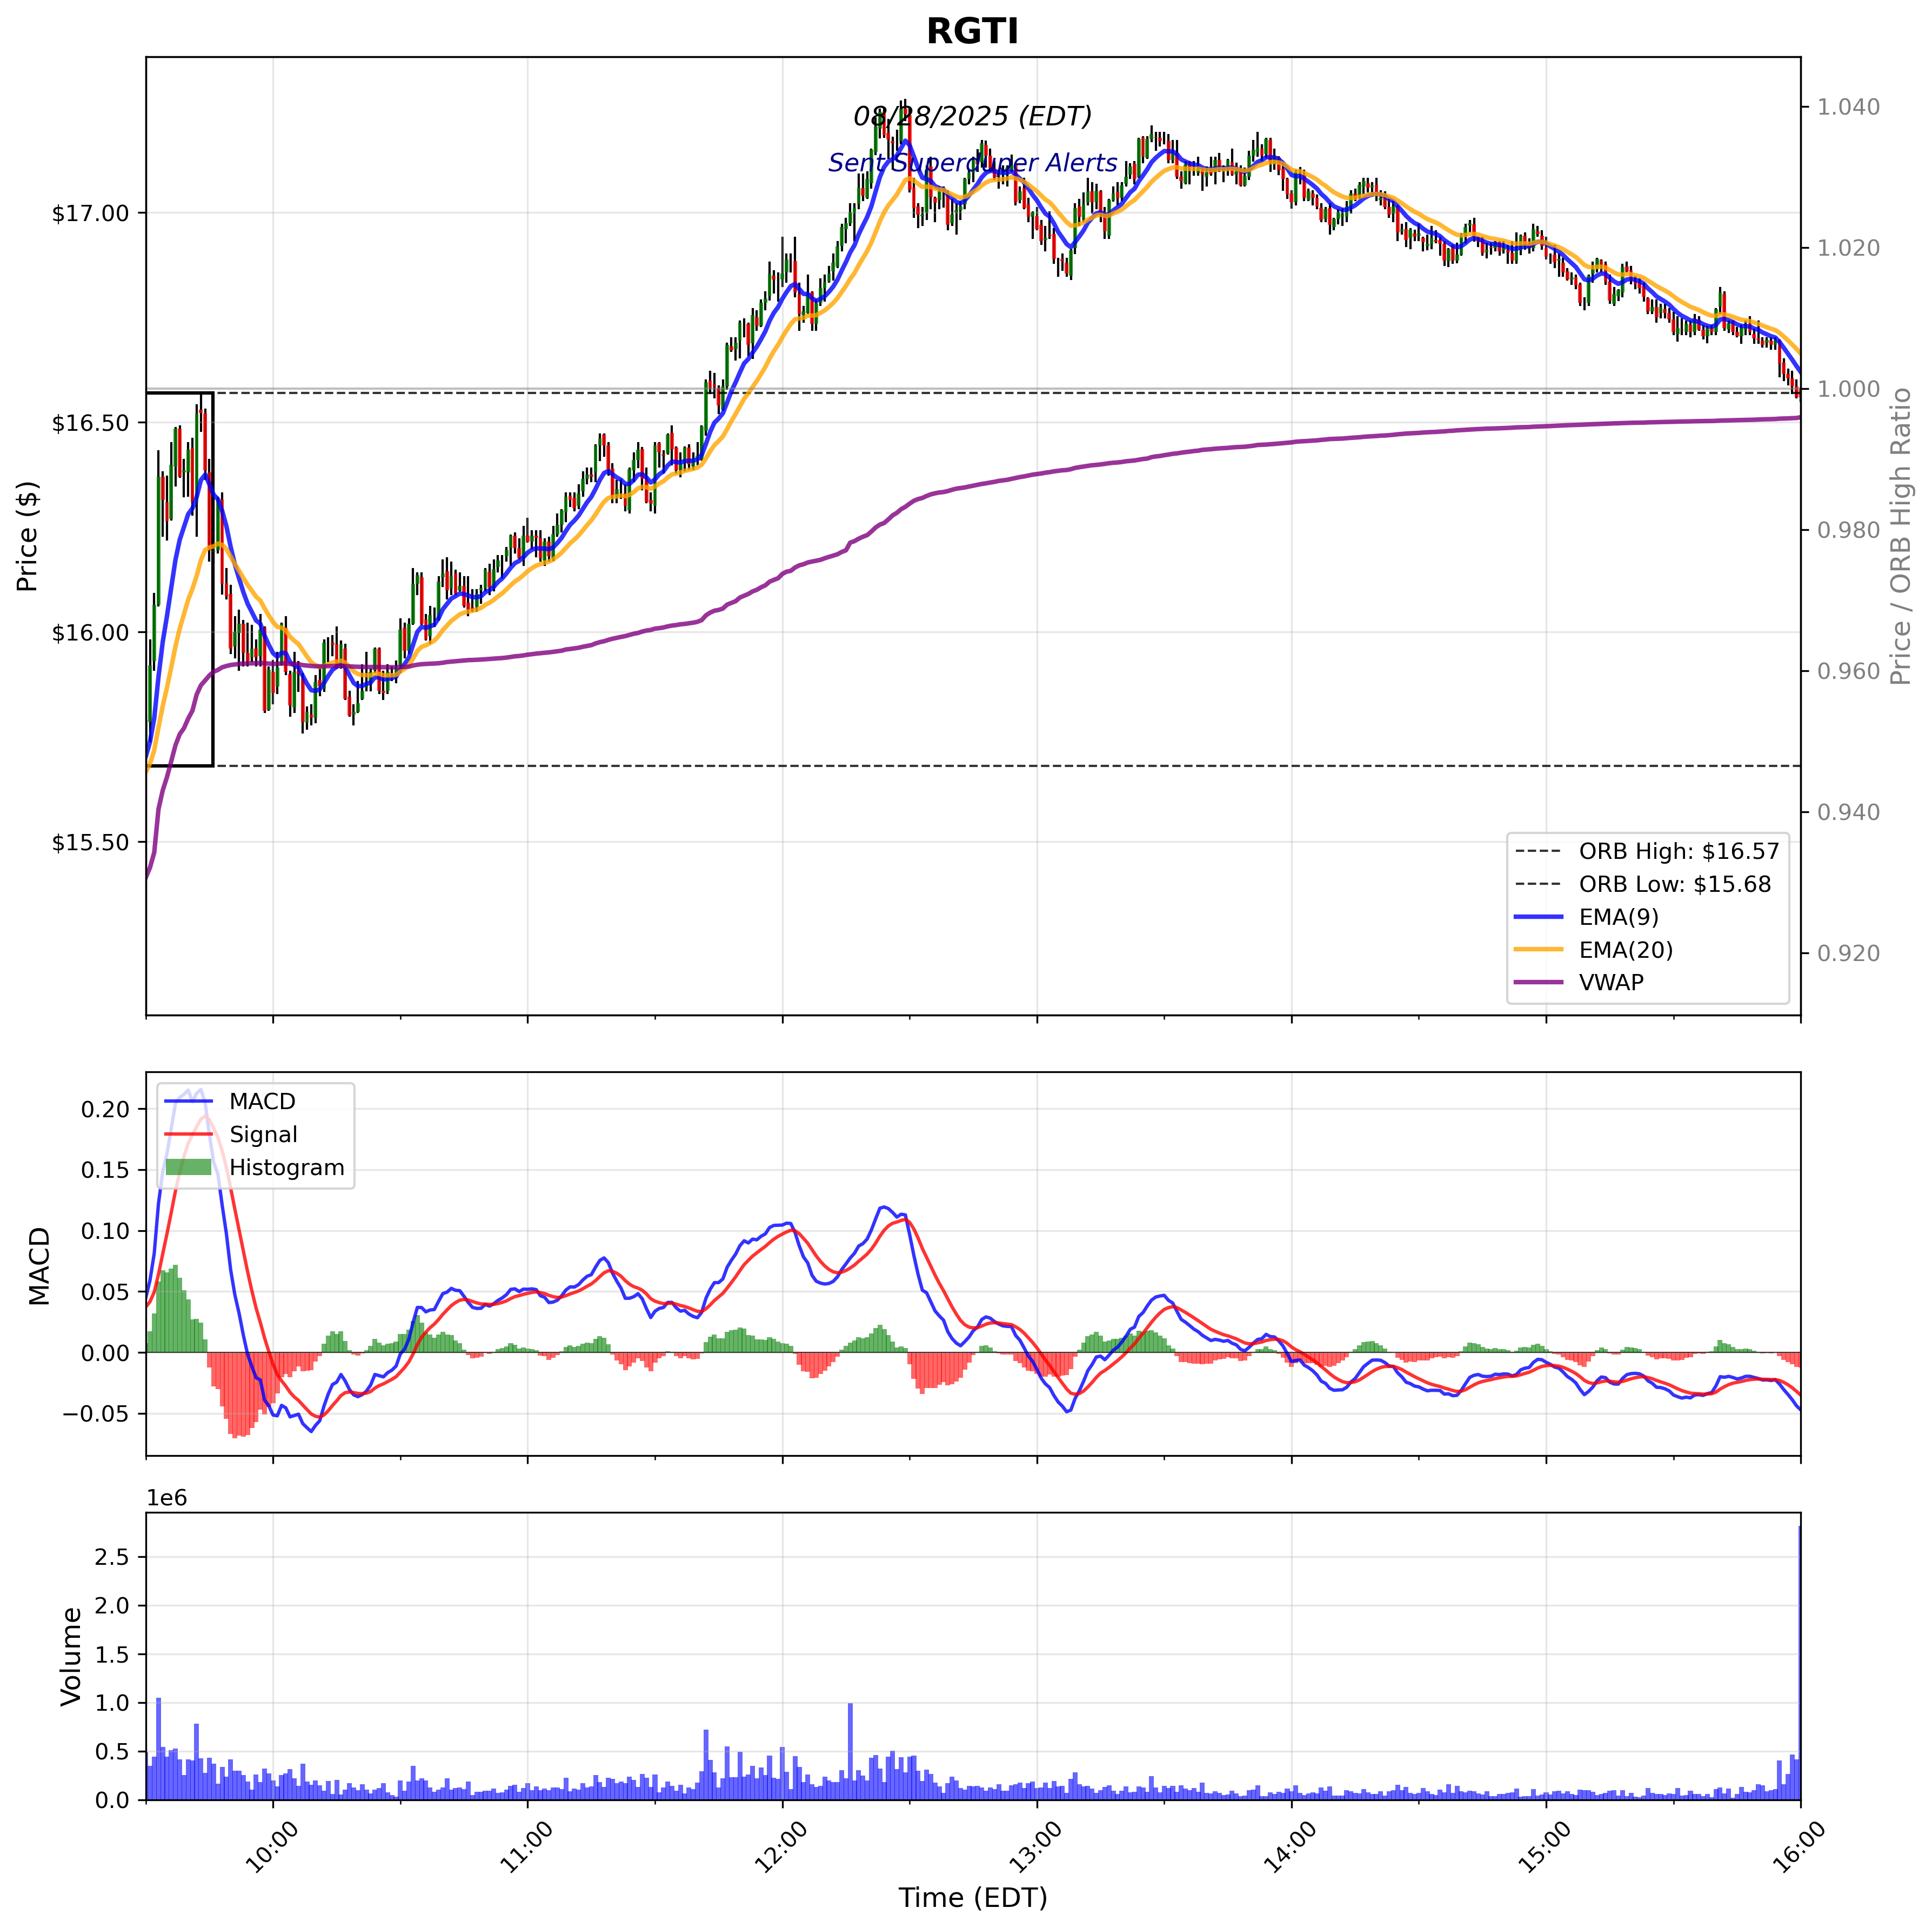 RGTI
08/28/2025 (EDT)
Sent Superduper Alerts
$17.00
$16.50
$16.00
$15.50
Price ($)
1.040
1.020
1.000
0.980
0.960
0.940
0.920
Price / ORB High Ratio
ORB High: $16.57
ORB Low: $15.68
EMA(9)
EMA(20)
VWAP
0.20
0.15
0.10
0.05
0.00
−0.05
MACD
MACD
Signal
Histogram
1e6
2.5
2.0
1.5
1.0
0.5
0.0
Volume
10:00
11:00
12:00
13:00
14:00
15:00
16:00
Time (EDT)